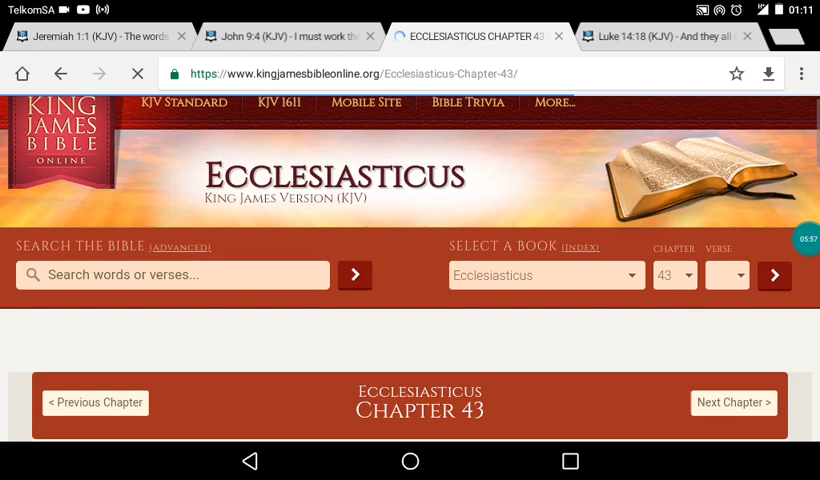 TelkomSA
01:11
Jeremiah 1:1 (KJV) - The words
John 9:4 (KJV) - I must work the
ECCLESIASTICUS CHAPTER 43
Luke 14:18 (KJV) - And they all
https://www.kingjamesbibleonline.org/Ecclesiasticus-Chapter-43/
KING
JAMES
BIBLE
ONLINE
KJV STANDARD
KJV 1611
MOBILE SITE
BIBLE TRIVIA
MORE...
ECCLESIASTICUS
KING JAMES VERSION (KJV)
05:57
SEARCH THE BIBLE (ADVANCED)
SELECT A BOOK (INDEX)
CHAPTER
VERSE
Search words or verses...
Ecclesiasticus
43
< Previous Chapter
ECCLESIASTICUS
CHAPTER 43
Next Chapter >